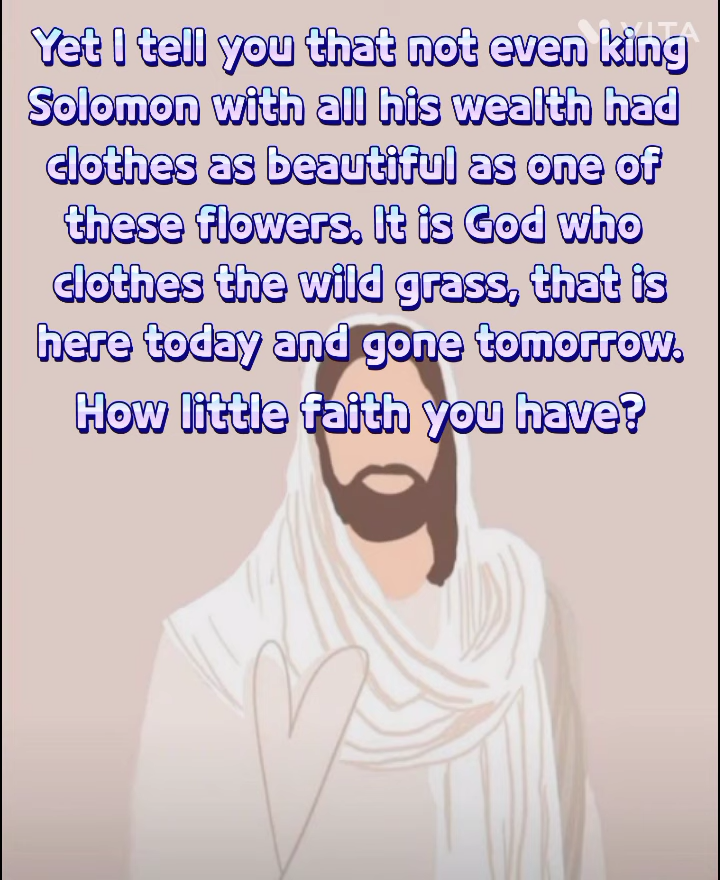 VITA
Yet I tell you that not even king
Solomon with all his wealth had
clothes as beautiful as one of
these flowers. It is God who
clothes the wild grass, that is
here today and gone tomorrow.
How little faith you have?